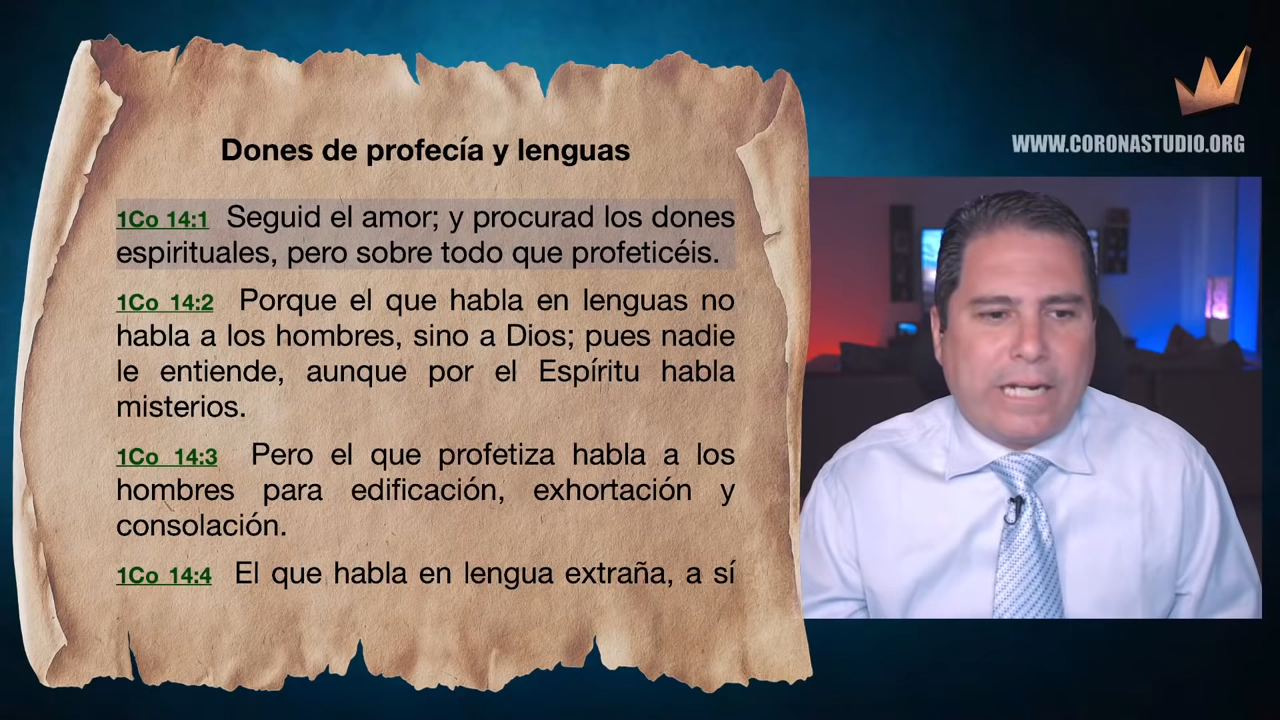 Dones de profecía y lenguas
1Co 14:1 Seguid el amor; y procurad los dones
espirituales, pero sobre todo que profeticéis.
1Co 14:2 Porque el que habla en lenguas no
habla a los hombres, sino a Dios; pues nadie
le entiende, aunque por el Espíritu habla
misterios.
1Co 14:3 Pero el que profetiza habla a los
hombres para edificación, exhortación y
consolación.
1Co 14:4 El que habla en lengua extraña, a sí
WWW.CORONASTUDIO.ORG